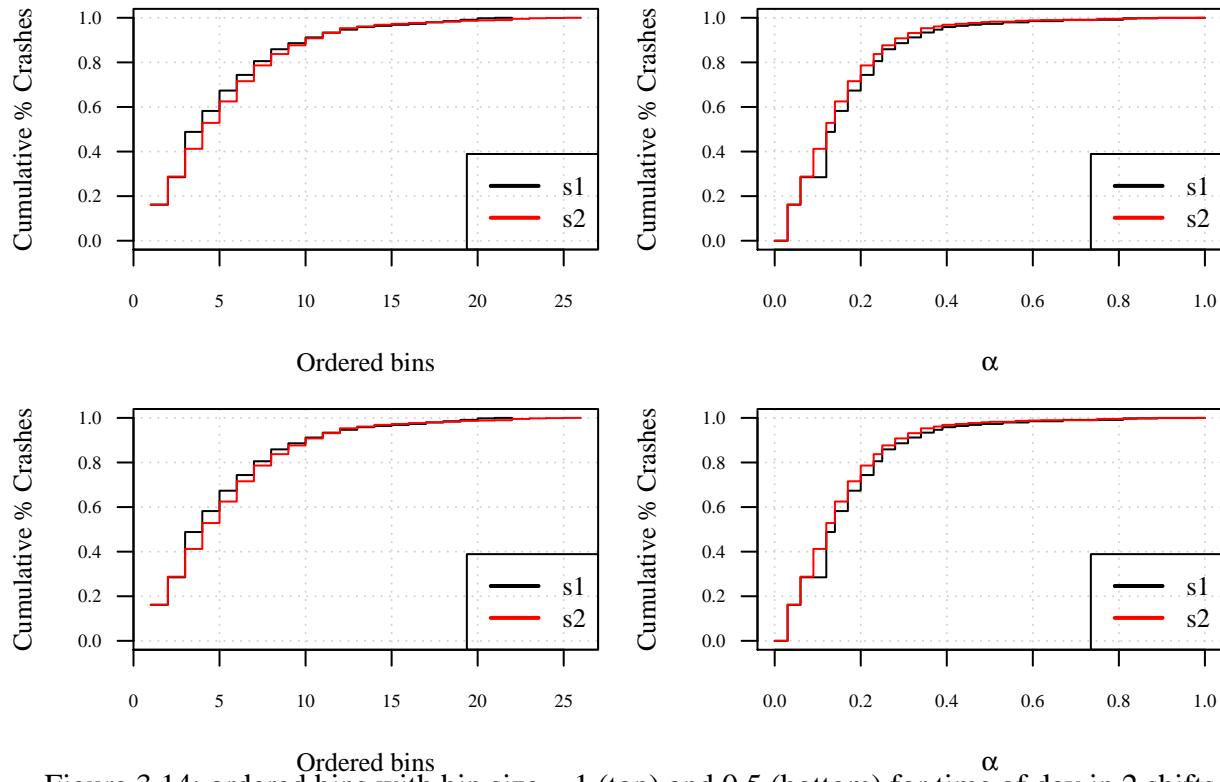 Cumulative % Crashes
1.0
0.8
0.6
0.4
0.2
0.0
s1
s2
0 5 10 15 20 25
Ordered bins
Cumulative % Crashes
1.0
0.8
0.6
0.4
0.2
0.0
s1
s2
0.0 0.2 0.4 0.6 0.8 1.0
α
Cumulative % Crashes
1.0
0.8
0.6
0.4
0.2
0.0
s1
s2
0 5 10 15 20 25
Ordered bins
Cumulative % Crashes
1.0
0.8
0.6
0.4
0.2
0.0
s1
s2
0.0 0.2 0.4 0.6 0.8 1.0
α
Figure 3.14: ordered bins with bin size = 1 (top) and 0.5 (bottom) for time of day in 2 shifts